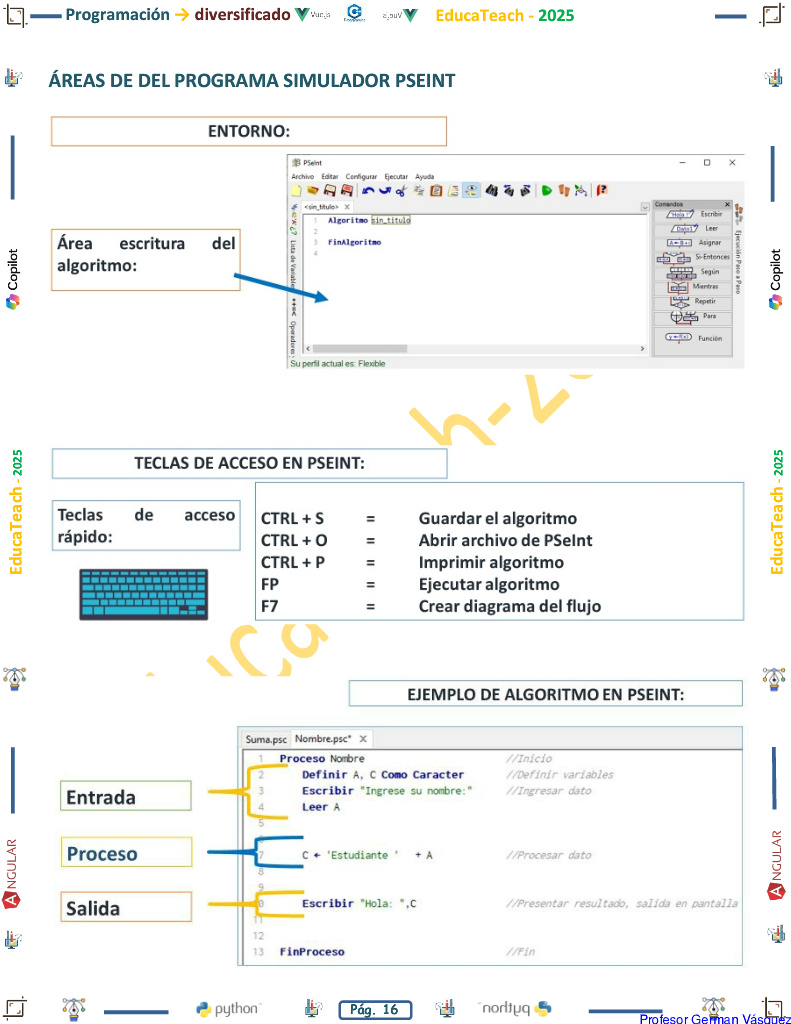 Programación → diversificado Vue.js EducaTeach - 2025
ÁREAS DE DEL PROGRAMA SIMULADOR PSEINT
ENTORNO:
PSeInt
Archivo Editar Configurar Ejecutar Ayuda
<sin_titulo> X
Comandos X
1 Algoritmo sin_titulo
2
3 FinAlgoritmo
4
Escribir
Leer
Asignar
Si-Entonces
Según
Mientras
Repetir
Para
Función
Lista de Variables
Operadores
Ejecución Paso a Paso
Su perfil actual es: Flexible
Área escritura del
algoritmo:
Copilot
Copilot
TECLAS DE ACCESO EN PSEINT:
Teclas de acceso
rápido:
CTRL + S = Guardar el algoritmo
CTRL + O = Abrir archivo de PSeInt
CTRL + P = Imprimir algoritmo
FP = Ejecutar algoritmo
F7 = Crear diagrama del flujo
EducaTeach - 2025
EducaTeach - 2025
EJEMPLO DE ALGORITMO EN PSEINT:
Suma.psc Nombre.psc* X
1 Proceso Nombre //Inicio
2 Definir A, C Como Caracter //Definir variables
3 Escribir "Ingrese su nombre:" //Ingresar dato
4 Leer A
5
6
7 C ← 'Estudiante ' + A //Procesar dato
8
9
10 Escribir "Hola: ",C //Presentar resultado, salida en pantalla
11
12
13 FinProceso //Fin
Entrada
Proceso
Salida
ANGULAR
ANGULAR
python
Pág. 16
python
Profesor German Vásquez